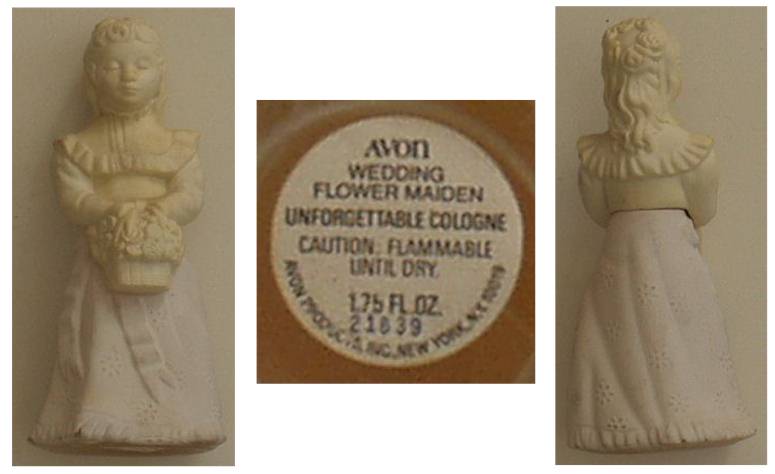 AVON
WEDDING
FLOWER MAIDEN
UNFORGETTABLE COLOGNE
CAUTION: FLAMMABLE
UNTIL DRY.
1.75 FL. OZ.
21839
AVON PRODUCTS, INC., NEW YORK, N.Y. 10019